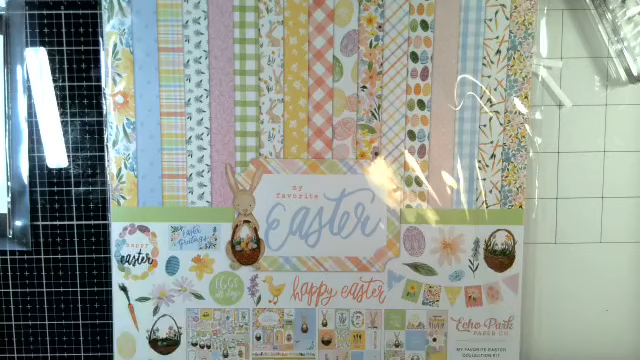 my
favorite
Easter
happy
Easter
Easter
Greetings
happy easter
Echo Park
PAPER CO.
MY FAVORITE EASTER
COLLECTION KIT